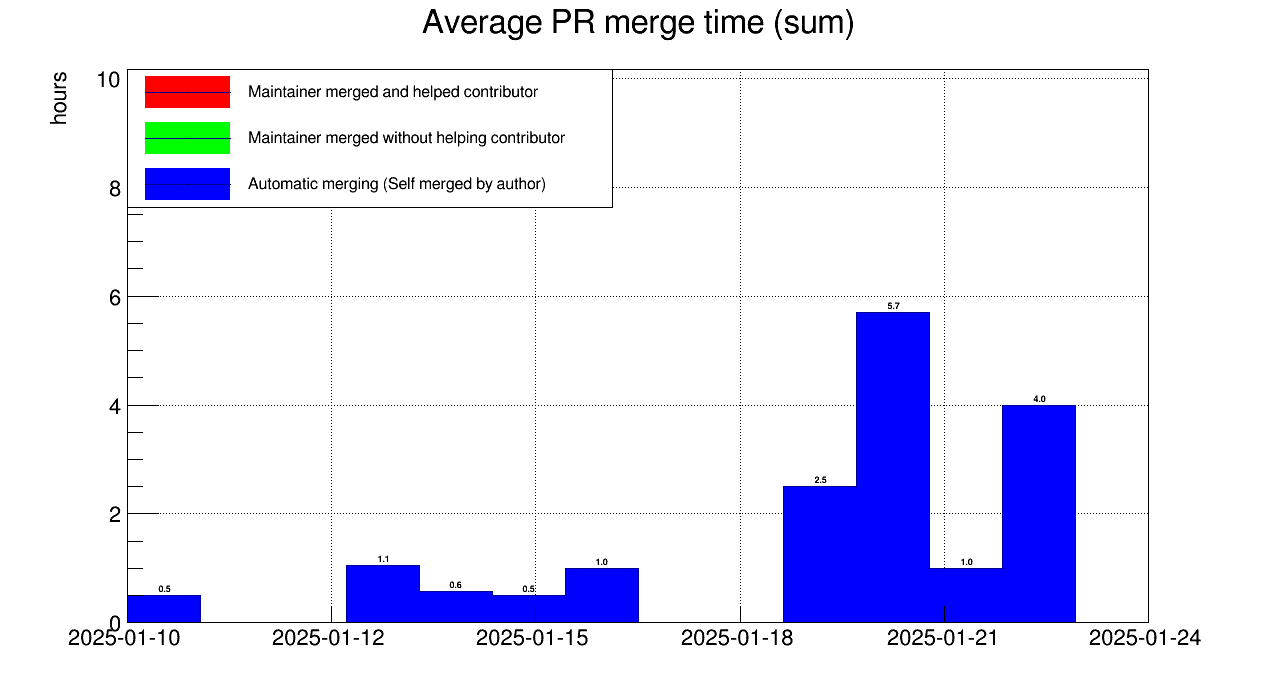 Average PR merge time (sum)
hours
10
8
6
4
2
0
Maintainer merged and helped contributor
Maintainer merged without helping contributor
Automatic merging (Self merged by author)
0.5
1.1
0.6
0.5
1.0
2.5
5.7
1.0
4.0
2025-01-10 2025-01-12 2025-01-15 2025-01-18 2025-01-21 2025-01-24